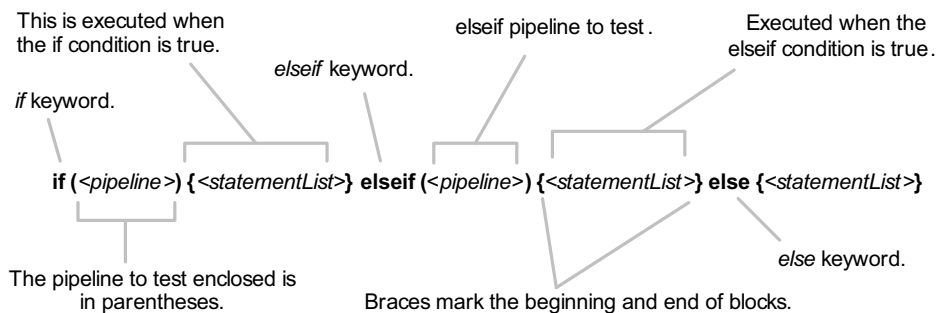 This is executed when
the if condition is true.
elseif pipeline to test .
Executed when the
elseif condition is true.
elseif keyword.
if keyword.
if (<pipeline>) {<statementList>} elseif (<pipeline>) {<statementList>} else {<statementList>}
The pipeline to test enclosed is
in parentheses.
else keyword.
Braces mark the beginning and end of blocks.